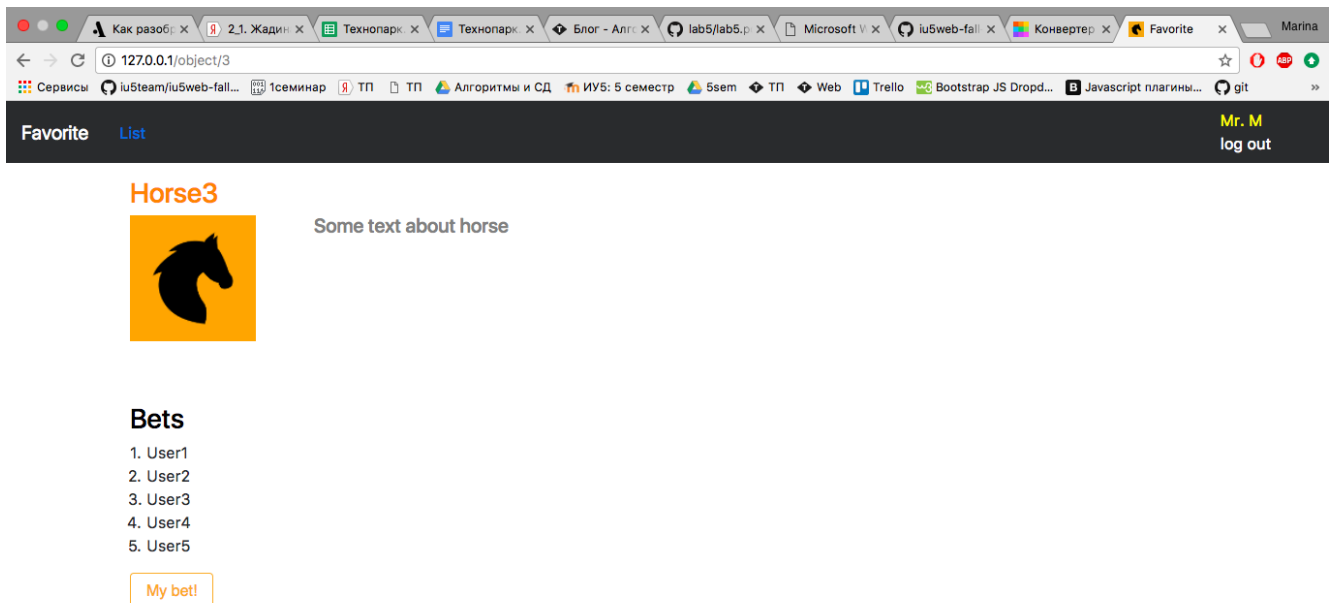 Как разобр
2_1. Жадин
Технопарк.
Технопарк.
Блог - Алго
lab5/lab5.p
Microsoft W
iu5web-fall
Конвертер
Favorite
Marina
127.0.0.1/object/3
ABP
Сервисы iu5team/iu5web-fall... 1семинар ТП ТП Алгоритмы и СД ИУ5: 5 семестр 5sem ТП Web Trello Bootstrap JS Dropd... B Javascript плагины... git »
Favorite List
Mr. M
log out
Horse3
Some text about horse
Bets
1. User1
2. User2
3. User3
4. User4
5. User5
My bet!